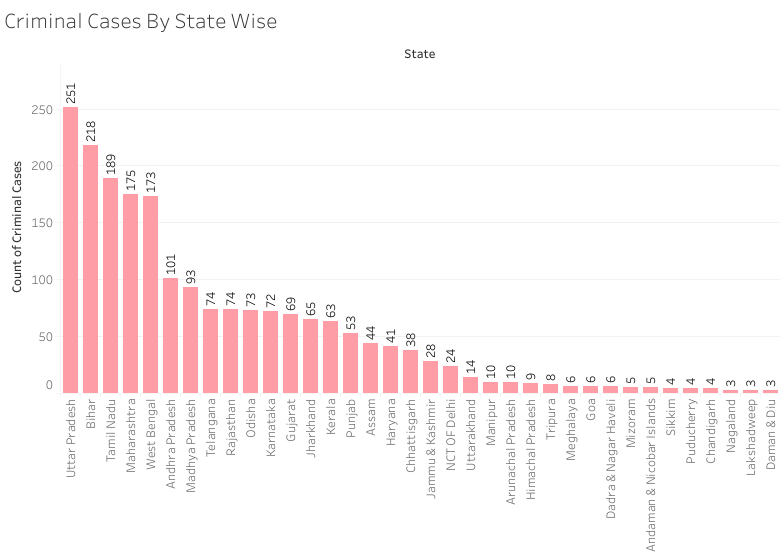 Criminal Cases By State Wise
State
Count of Criminal Cases
250
200
150
100
50
0
251
218
189
175
173
101
93
74
74
73
72
69
65
63
53
44
41
38
28
24
14
10
10
9
8
6
6
6
5
5
4
4
4
3
3
3
Uttar Pradesh
Bihar
Tamil Nadu
Maharashtra
West Bengal
Andhra Pradesh
Madhya Pradesh
Telangana
Rajasthan
Odisha
Karnataka
Gujarat
Jharkhand
Kerala
Punjab
Assam
Haryana
Chhattisgarh
Jammu & Kashmir
NCT OF Delhi
Uttarakhand
Manipur
Arunachal Pradesh
Himachal Pradesh
Tripura
Meghalaya
Goa
Dadra & Nagar Haveli
Mizoram
Andaman & Nicobar Islands
Sikkim
Puducherry
Chandigarh
Nagaland
Lakshadweep
Daman & Diu